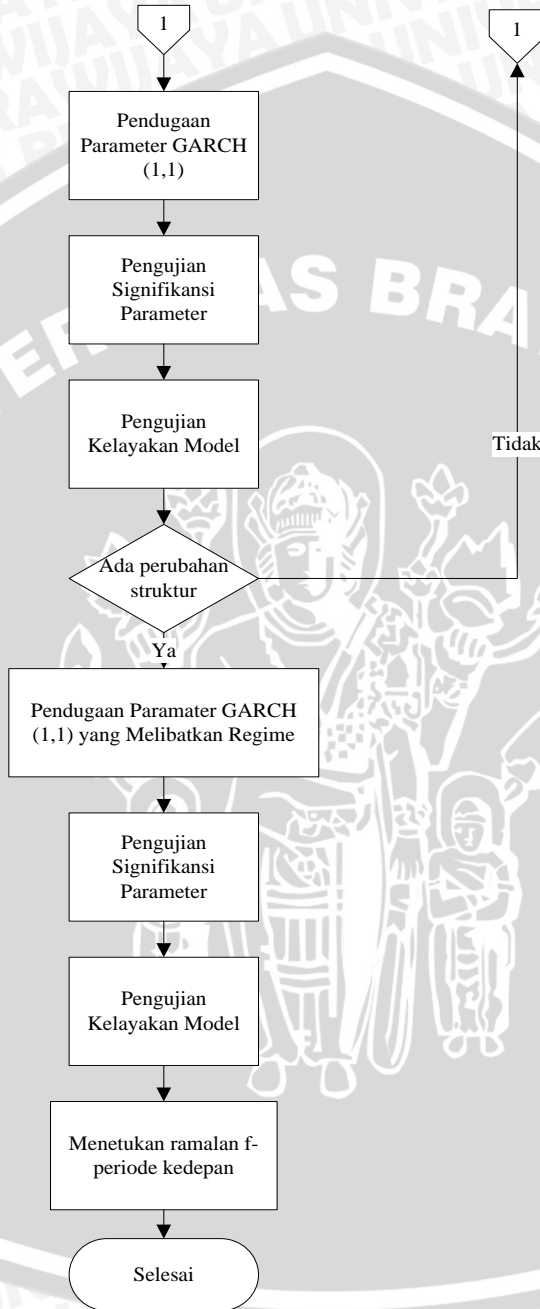 1
1
Pendugaan
Parameter GARCH
(1,1)
Pengujian
Signifikansi
Parameter
Pengujian
Kelayakan Model
Tidak
Ada perubahan
struktur
Ya
Pendugaan Paramater GARCH
(1,1) yang Melibatkan Regime
Pengujian
Signifikansi
Parameter
Pengujian
Kelayakan Model
Menetukan ramalan f-
periode kedepan
Selesai